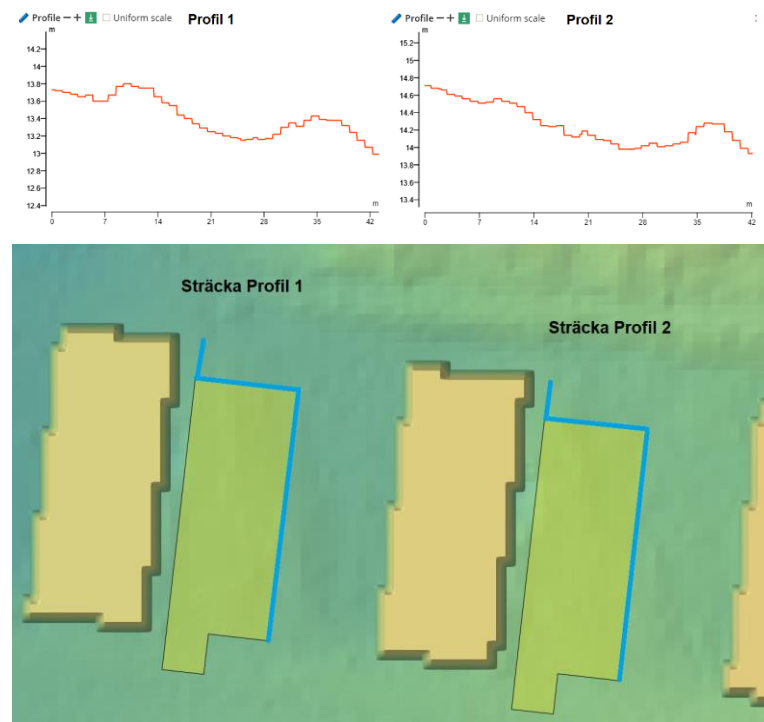 Profile − + Uniform scale Profil 1
m
14.2
14
13.8
13.6
13.4
13.2
13
12.8
12.6
12.4
m
0 7 14 21 28 35 42
Profile − + Uniform scale Profil 2
m
15.2
15
14.8
14.6
14.4
14.2
14
13.8
13.6
13.4
m
0 7 14 21 28 35 42
Sträcka Profil 1
Sträcka Profil 2